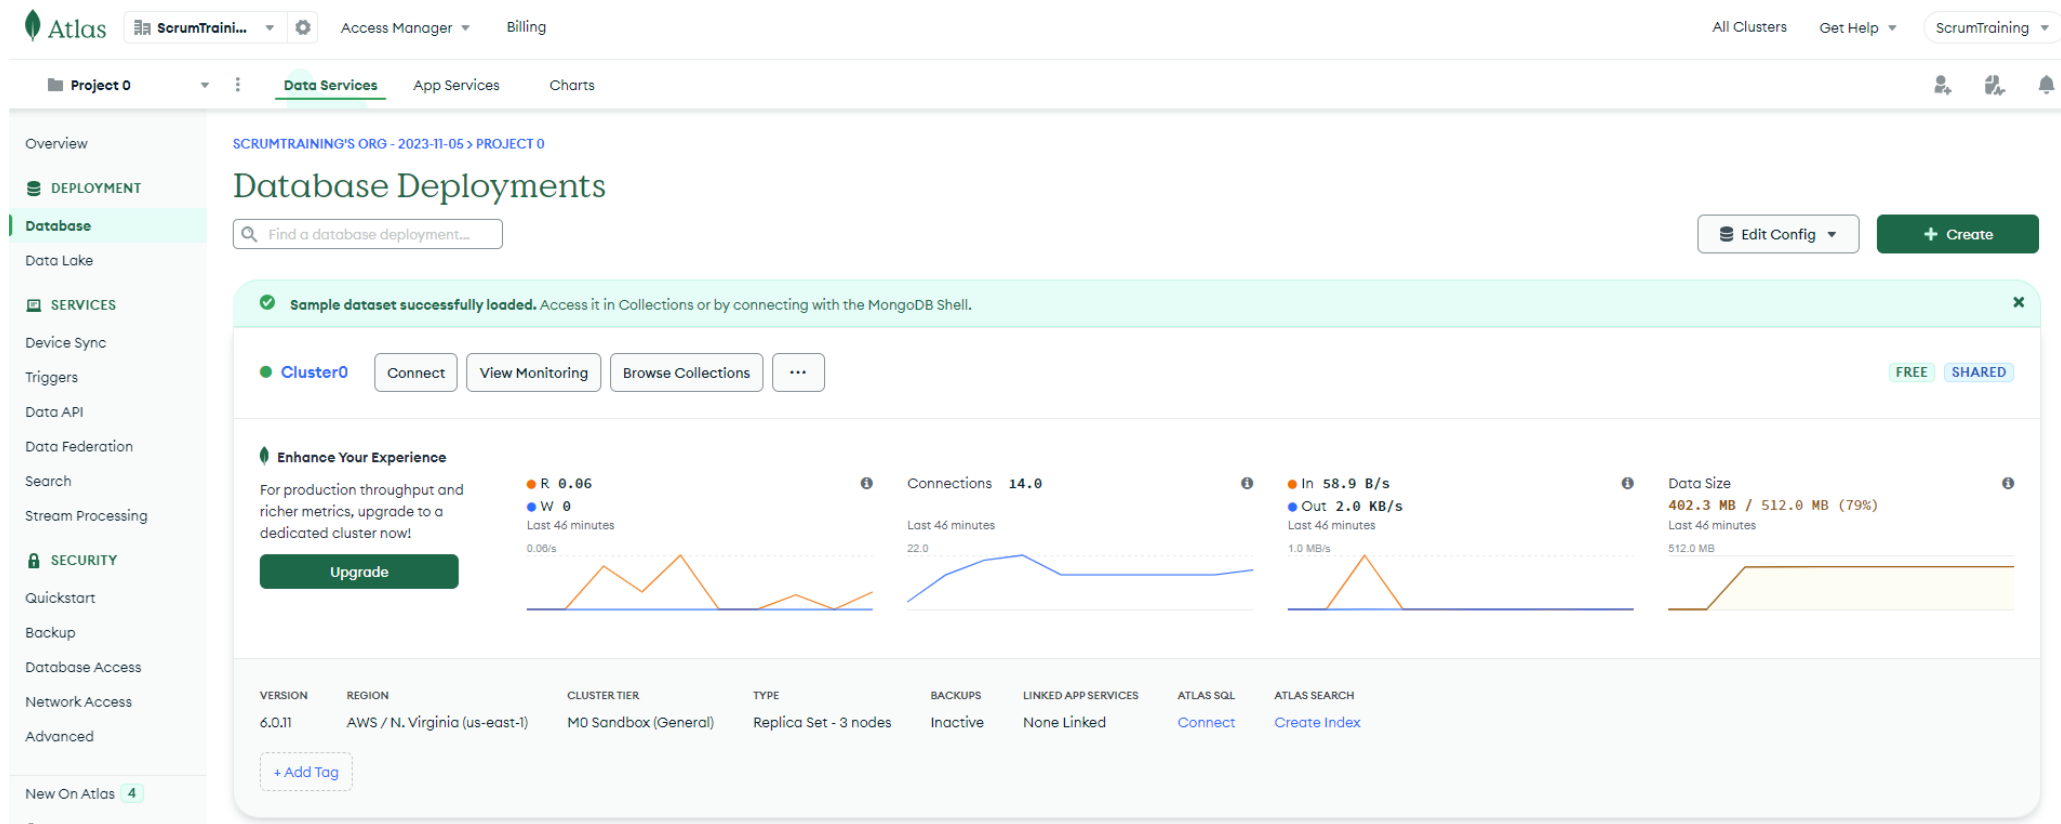 Atlas
ScrumTraini...
Access Manager
Billing
All Clusters
Get Help
ScrumTraining
Project 0
Data Services
App Services
Charts
Overview
DEPLOYMENT
Database
Data Lake
SERVICES
Device Sync
Triggers
Data API
Data Federation
Search
Stream Processing
SECURITY
Quickstart
Backup
Database Access
Network Access
Advanced
New On Atlas 4
SCRUMTRAINING'S ORG - 2023-11-05 > PROJECT 0
Database Deployments
Find a database deployment...
Edit Config
+ Create
Sample dataset successfully loaded. Access it in Collections or by connecting with the MongoDB Shell.
Cluster0
Connect
View Monitoring
Browse Collections
...
FREE
SHARED
Enhance Your Experience
For production throughput and
richer metrics, upgrade to a
dedicated cluster now!
Upgrade
R 0.06
W 0
Last 46 minutes
0.06/s
Connections 14.0
Last 46 minutes
22.0
In 58.9 B/s
Out 2.0 KB/s
Last 46 minutes
1.0 MB/s
Data Size
402.3 MB / 512.0 MB (79%)
Last 46 minutes
512.0 MB
VERSION
6.0.11
REGION
AWS / N. Virginia (us-east-1)
CLUSTER TIER
M0 Sandbox (General)
TYPE
Replica Set - 3 nodes
BACKUPS
Inactive
LINKED APP SERVICES
None Linked
ATLAS SQL
Connect
ATLAS SEARCH
Create Index
+ Add Tag